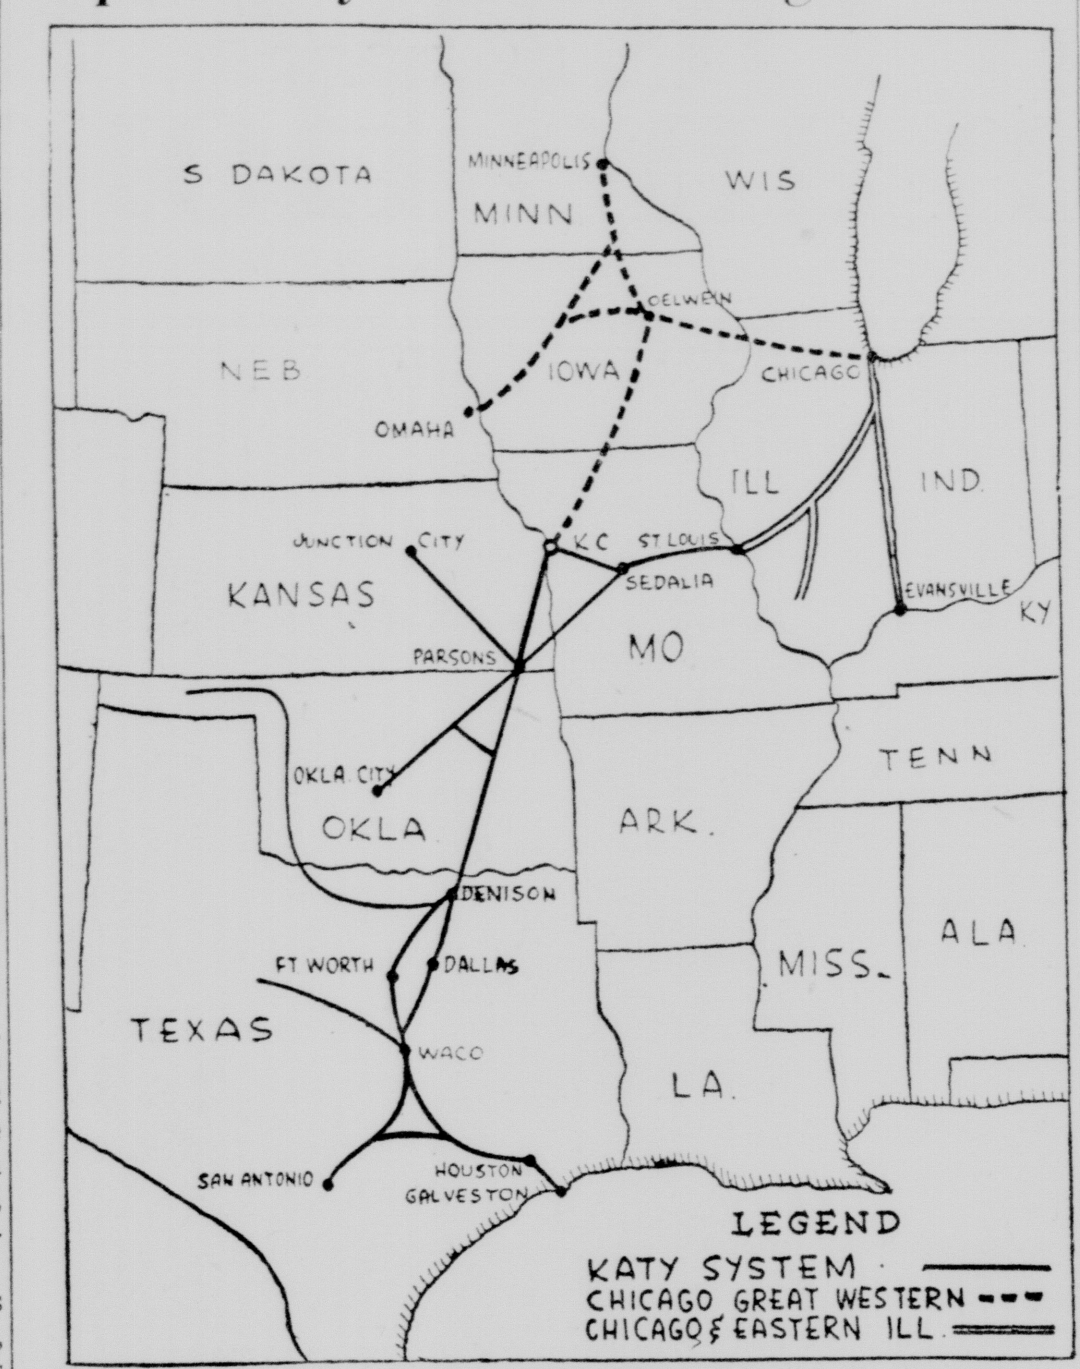 S DAKOTA
MINNEAPOLIS
MINN
WIS
OELWEIN
NEB
IOWA
CHICAGO
OMAHA
ILL
IND.
JUNCTION CITY
K C
ST LOUIS
SEDALIA
KANSAS
EVANSVILLE
KY
PARSONS
MO
OKLA. CITY
TENN
OKLA.
ARK.
DENISON
ALA.
FT WORTH
DALLAS
MISS.
TEXAS
WACO
LA.
SAN ANTONIO
HOUSTON
GALVESTON
LEGEND
KATY SYSTEM
CHICAGO GREAT WESTERN
CHICAGO & EASTERN ILL.